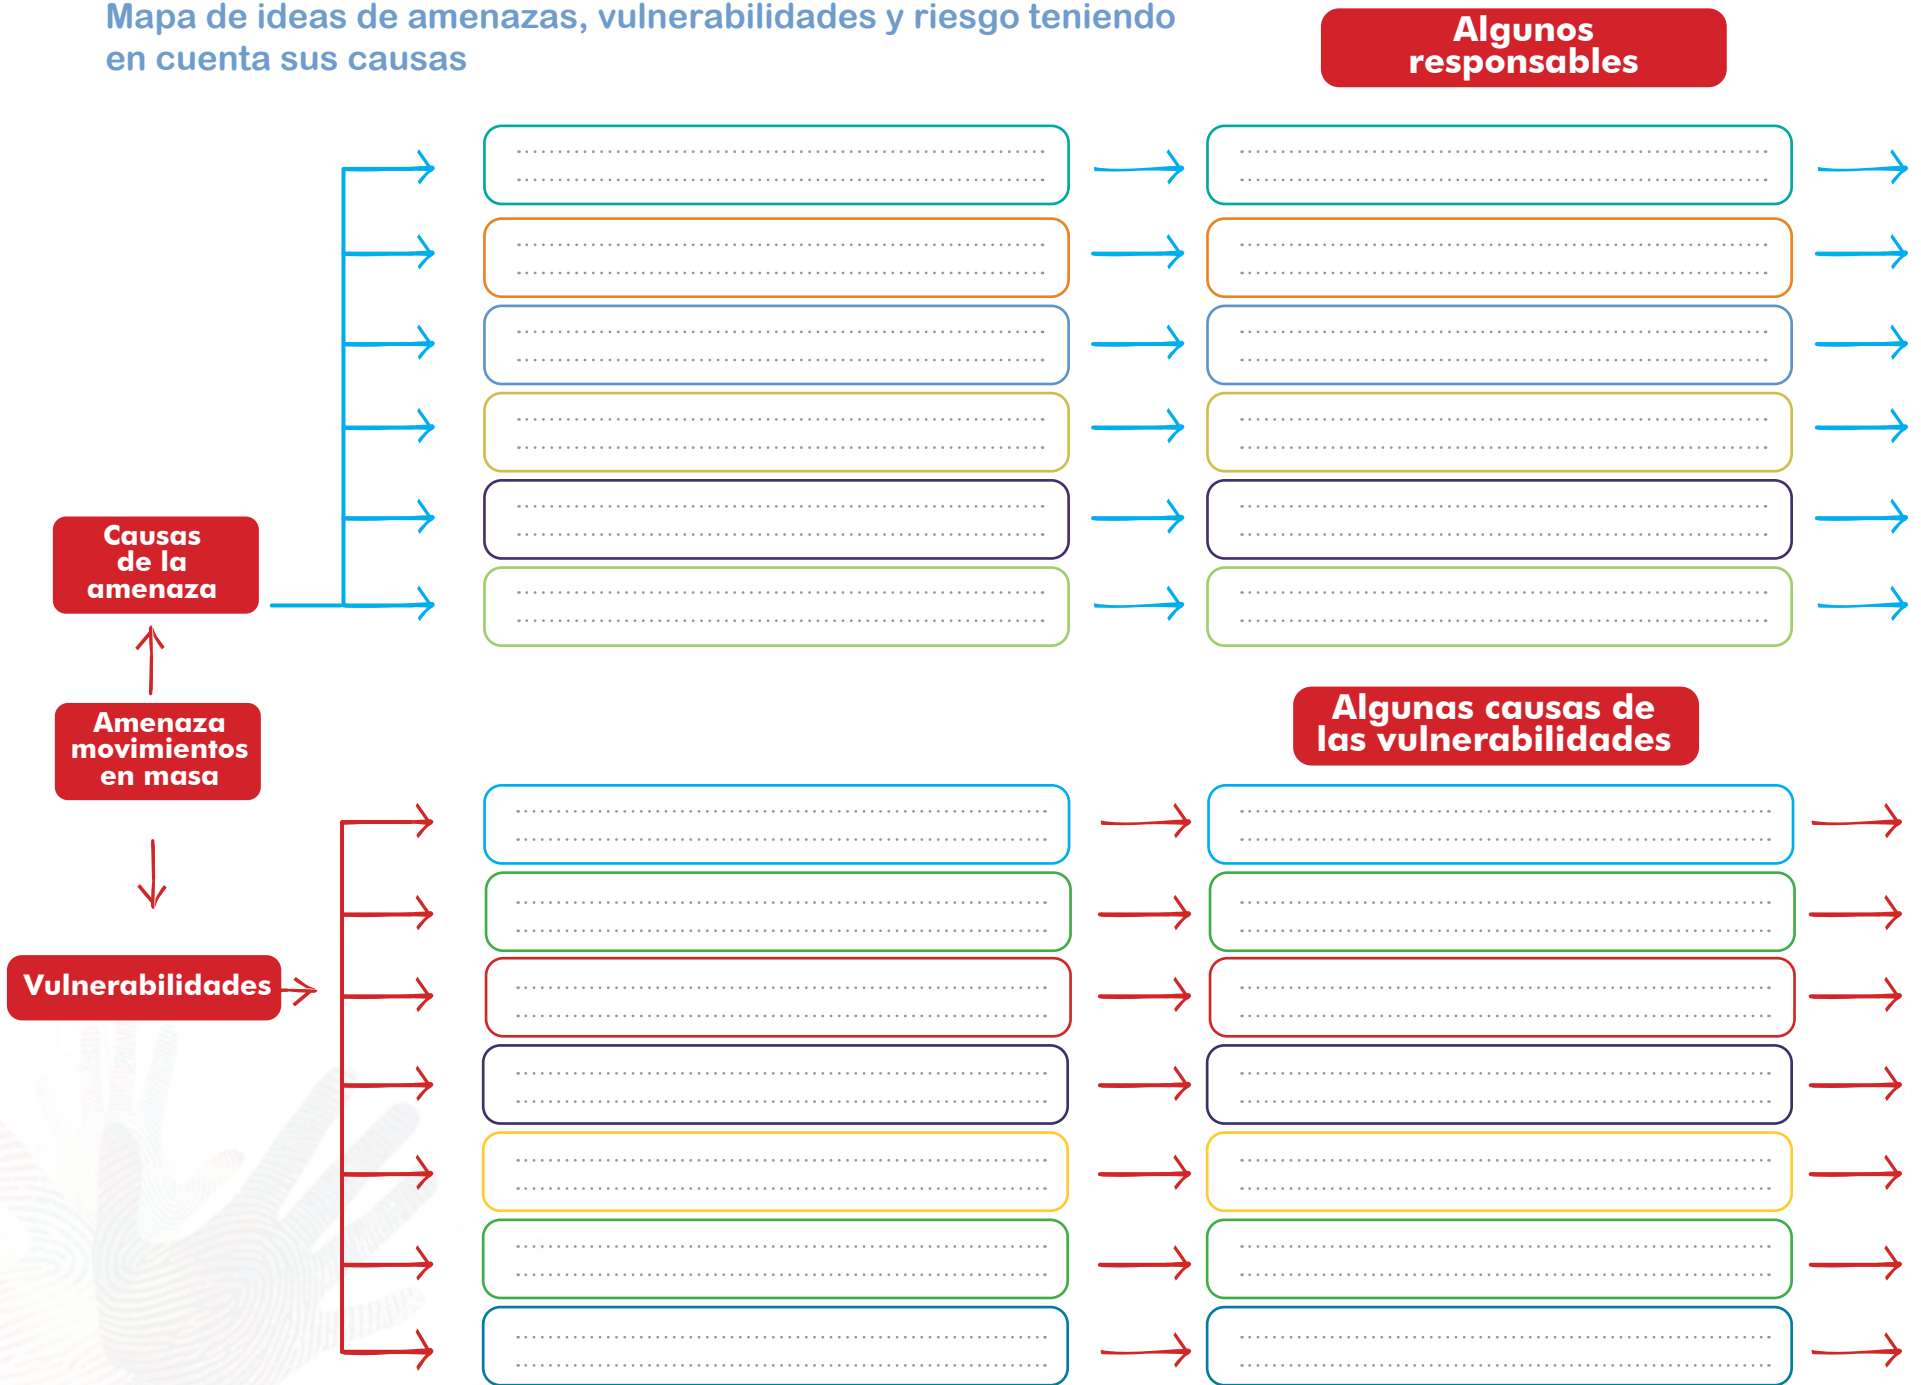 Mapa de ideas de amenazas, vulnerabilidades y riesgo teniendo
en cuenta sus causas
Algunos
responsables
Causas
de la
amenaza
Amenaza
movimientos
en masa
Algunas causas de
las vulnerabilidades
Vulnerabilidades